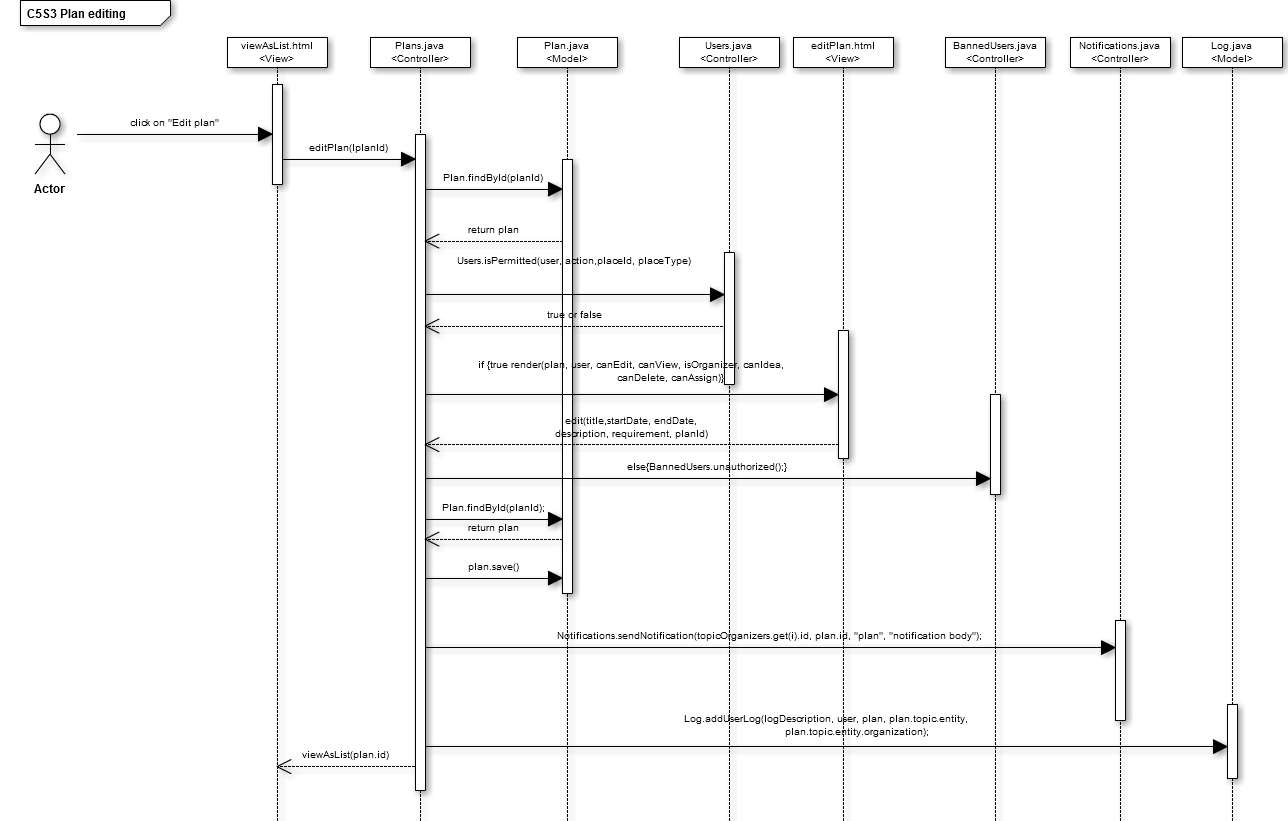 C5S3 Plan editing
viewAsList.html
<View>
Plans.java
<Controller>
Plan.java
<Model>
Users.java
<Controller>
editPlan.html
<View>
BannedUsers.java
<Controller>
Notifications.java
<Controller>
Log.java
<Model>
click on "Edit plan"
Actor
editPlan(lplanId)
Plan.findById(planId)
return plan
Users.isPermitted(user, action,placeId, placeType)
true or false
if {true render(plan, user, canEdit, canView, isOrganizer, canIdea,
canDelete, canAssign)}
edit(title,startDate, endDate,
description, requirement, planId)
else{BannedUsers.unauthorized();}
Plan.findById(planId);
return plan
plan.save()
Notifications.sendNotification(topicOrganizers.get(i).id, plan.id, "plan", "notification body");
Log.addUserLog(logDescription, user, plan, plan.topic.entity,
plan.topic.entity.organization);
viewAsList(plan.id)